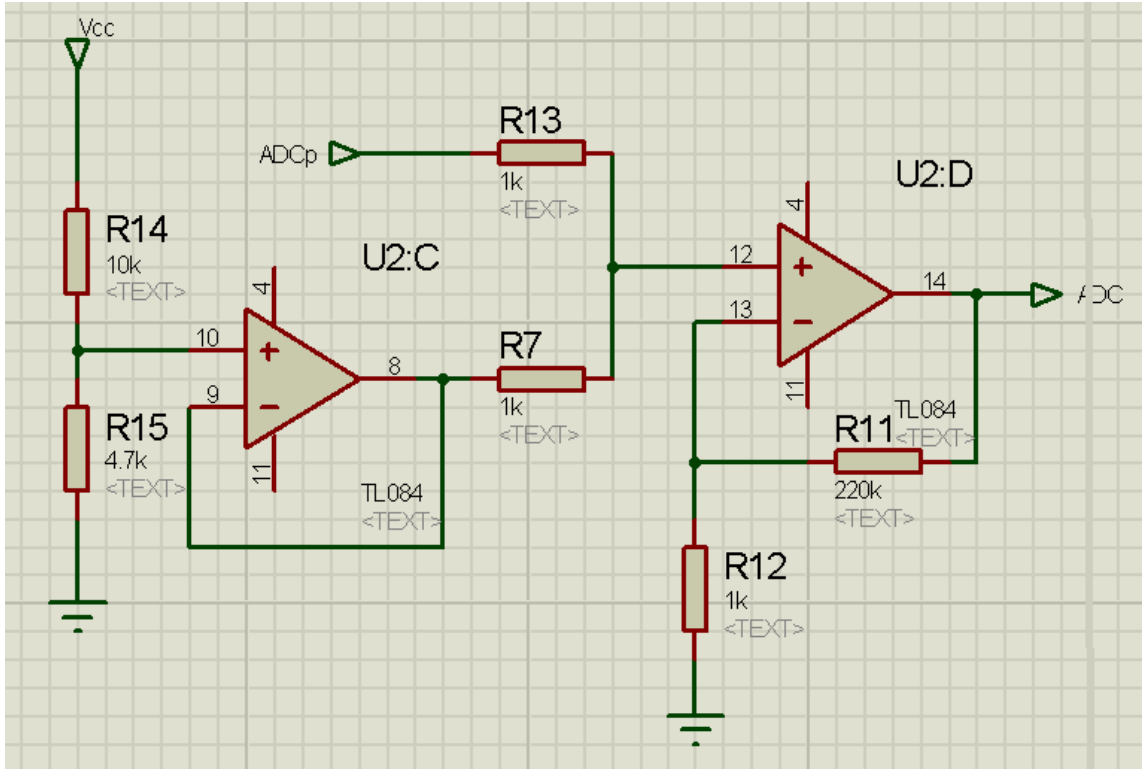 Vcc
R13
ADCp
1k
<TEXT>
U2:D
4
R14
10k
<TEXT>
U2:C
4
12
13
14
ADC
10
9
8
R7
1k
<TEXT>
11
TL084
<TEXT>
R15
4.7k
<TEXT>
11
TL084
<TEXT>
R11
220k
<TEXT>
R12
1k
<TEXT>